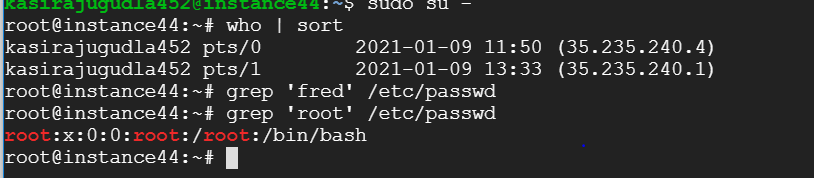 kasirajugudla452@instance44:~$ sudo su -
root@instance44:~# who | sort
kasirajugudla452 pts/0        2021-01-09 11:50 (35.235.240.4)
kasirajugudla452 pts/1        2021-01-09 13:33 (35.235.240.1)
root@instance44:~# grep 'fred' /etc/passwd
root@instance44:~# grep 'root' /etc/passwd
root:x:0:0:root:/root:/bin/bash
root@instance44:~#